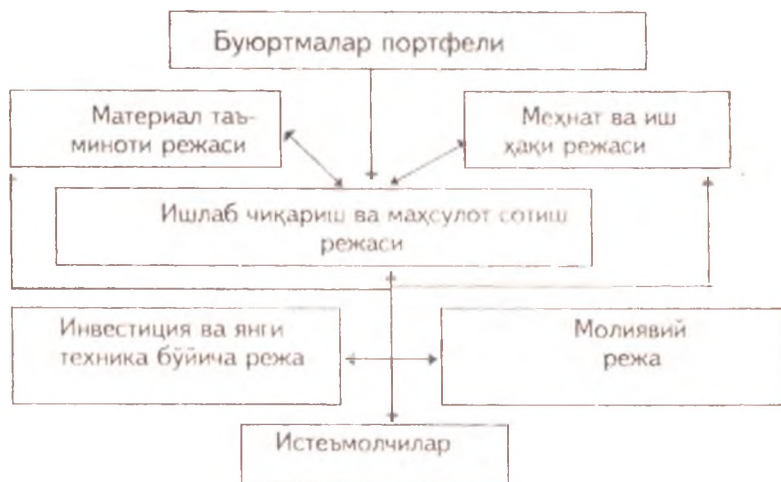 Буюртмалар портфели
Материал таъ-
миноти режаси
Меҳнат ва иш
ҳақи режаси
Ишлаб чиқариш ва маҳсулот сотиш
режаси
Инвестиция ва янги
техника бўйича режа
Молиявий
режа
Истеъмолчилар